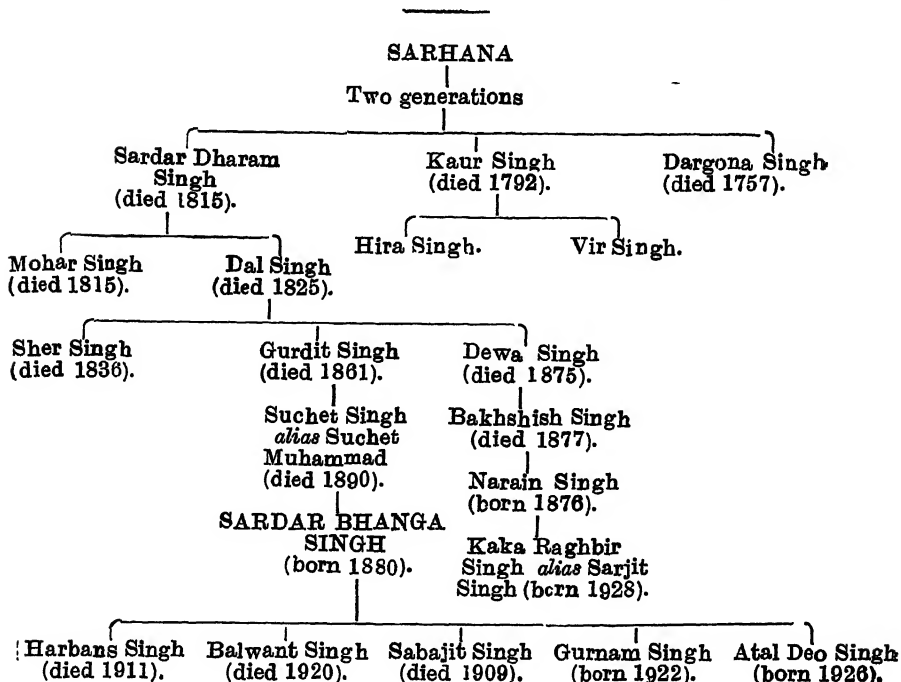 SARHANA
Two generations
Sardar Dharam
Singh
(died 1815).
Kaur Singh
(died 1792).
Dargona Singh
(died 1757).
Hira Singh.
Vir Singh.
Mohar Singh
(died 1815).
Dal Singh
(died 1825).
Sher Singh
(died 1836).
Gurdit Singh
(died 1861).
Dewa Singh
(died 1875).
Suchet Singh
alias Suchet
Muhammad
(died 1890).
Bakhshish Singh
(died 1877).
Narain Singh
(born 1876).
SARDAR BHANGA
SINGH
(born 1880).
Kaka Raghbir
Singh alias Sarjit
Singh (born 1928).
Harbans Singh
(died 1911).
Balwant Singh
(died 1920).
Sabajit Singh
(died 1909).
Gurnam Singh
(born 1922).
Atal Deo Singh
(born 1926).